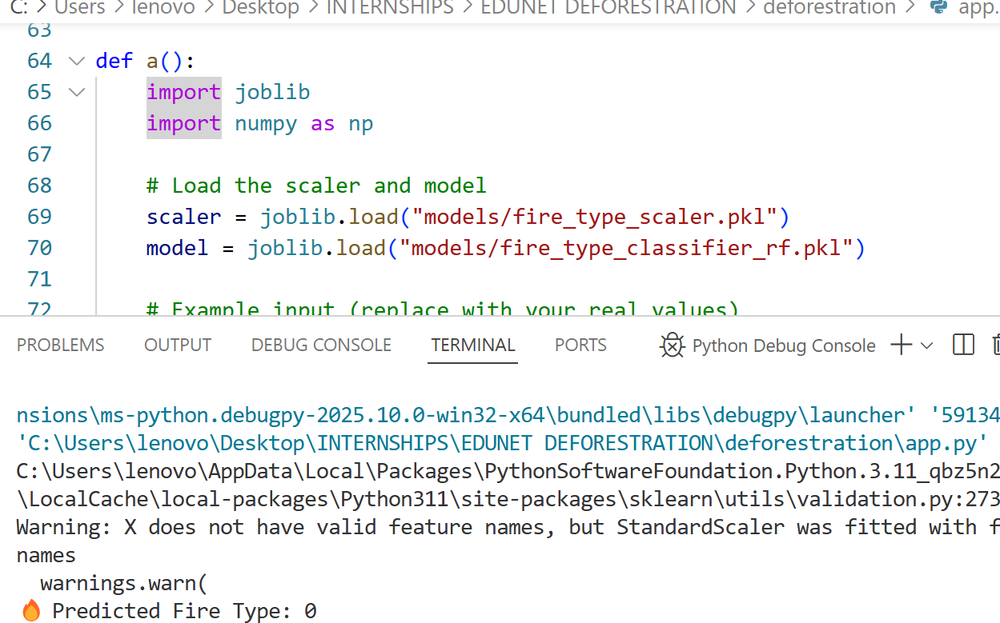 C: > Users > lenovo > Desktop > INTERNSHIPS > EDUNET DEFORESTRATION > deforestration > app.
63
64 def a():
65 import joblib
66 import numpy as np
67
68 # Load the scaler and model
69 scaler = joblib.load("models/fire_type_scaler.pkl")
70 model = joblib.load("models/fire_type_classifier_rf.pkl")
71
72 # Example input (replace with your real values)
PROBLEMS OUTPUT DEBUG CONSOLE TERMINAL PORTS Python Debug Console
nsions\ms-python.debugpy-2025.10.0-win32-x64\bundled\libs\debugpy\launcher' '59134
'C:\Users\lenovo\Desktop\INTERNSHIPS\EDUNET DEFORESTRATION\deforestration\app.py'
C:\Users\lenovo\AppData\Local\Packages\PythonSoftwareFoundation.Python.3.11_qbz5n2
\LocalCache\local-packages\Python311\site-packages\sklearn\utils\validation.py:273
Warning: X does not have valid feature names, but StandardScaler was fitted with f
names
warnings.warn(
🔥 Predicted Fire Type: 0